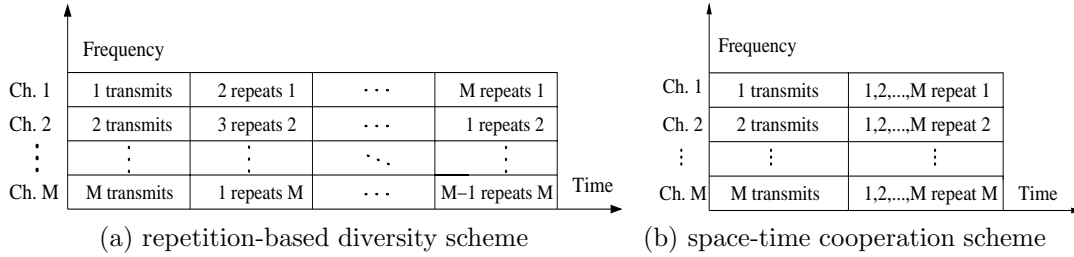 Frequency
Ch. 1 1 transmits 2 repeats 1 ... M repeats 1
Ch. 2 2 transmits 3 repeats 2 ... 1 repeats 2
Ch. M M transmits 1 repeats M ... M−1 repeats M
Time
(a) repetition-based diversity scheme
Frequency
Ch. 1 1 transmits 1,2,...,M repeat 1
Ch. 2 2 transmits 1,2,...,M repeat 2
Ch. M M transmits 1,2,...,M repeat M
Time
(b) space-time cooperation scheme